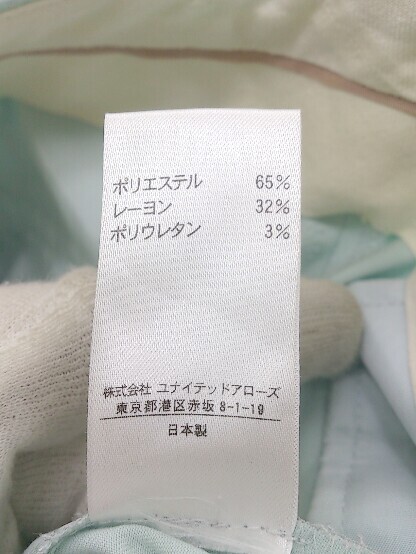 ポリエステル 65%
レーヨン 32%
ポリウレタン 3%
株式会社 ユナイテッドアローズ
東京都港区赤坂 8-1-19
日本製